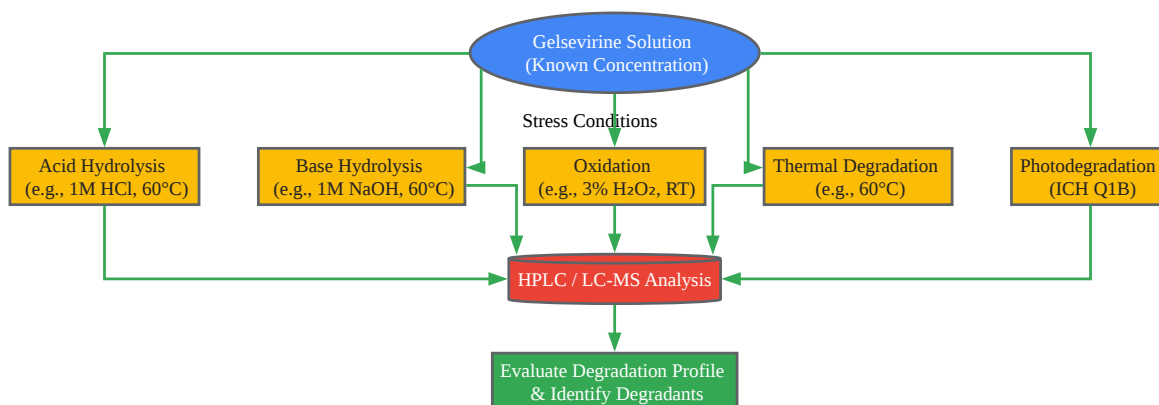 Gelsevirine Solution
(Known Concentration)
Stress Conditions
Acid Hydrolysis
(e.g., 1M HCl, 60°C)
Base Hydrolysis
(e.g., 1M NaOH, 60°C)
Oxidation
(e.g., 3% H₂O₂, RT)
Thermal Degradation
(e.g., 60°C)
Photodegradation
(ICH Q1B)
HPLC / LC-MS Analysis
Evaluate Degradation Profile
& Identify Degradants